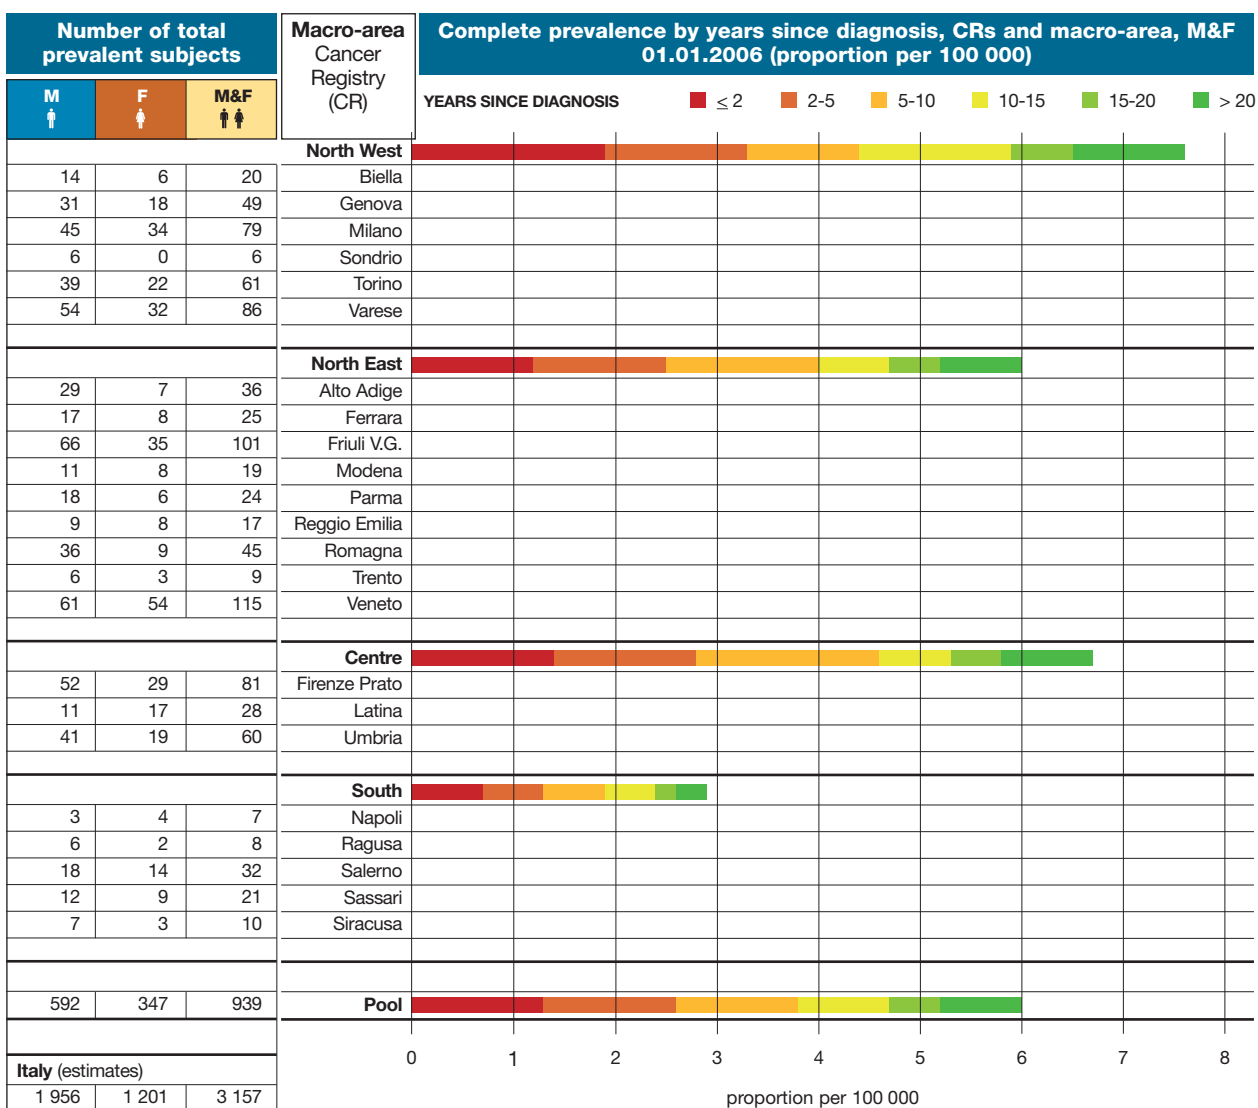 Number of total
prevalent subjects
Macro-area
Cancer
Registry
(CR)
Complete prevalence by years since diagnosis, CRs and macro-area, M&F
01.01.2006 (proportion per 100 000)
M F M&F
YEARS SINCE DIAGNOSIS ≤ 2 2-5 5-10 10-15 15-20 > 20
North West
14 6 20 Biella
31 18 49 Genova
45 34 79 Milano
6 0 6 Sondrio
39 22 61 Torino
54 32 86 Varese
North East
29 7 36 Alto Adige
17 8 25 Ferrara
66 35 101 Friuli V.G.
11 8 19 Modena
18 6 24 Parma
9 8 17 Reggio Emilia
36 9 45 Romagna
6 3 9 Trento
61 54 115 Veneto
Centre
52 29 81 Firenze Prato
11 17 28 Latina
41 19 60 Umbria
South
3 4 7 Napoli
6 2 8 Ragusa
18 14 32 Salerno
12 9 21 Sassari
7 3 10 Siracusa
592 347 939 Pool
0 1 2 3 4 5 6 7 8
Italy (estimates)
1 956 1 201 3 157
proportion per 100 000